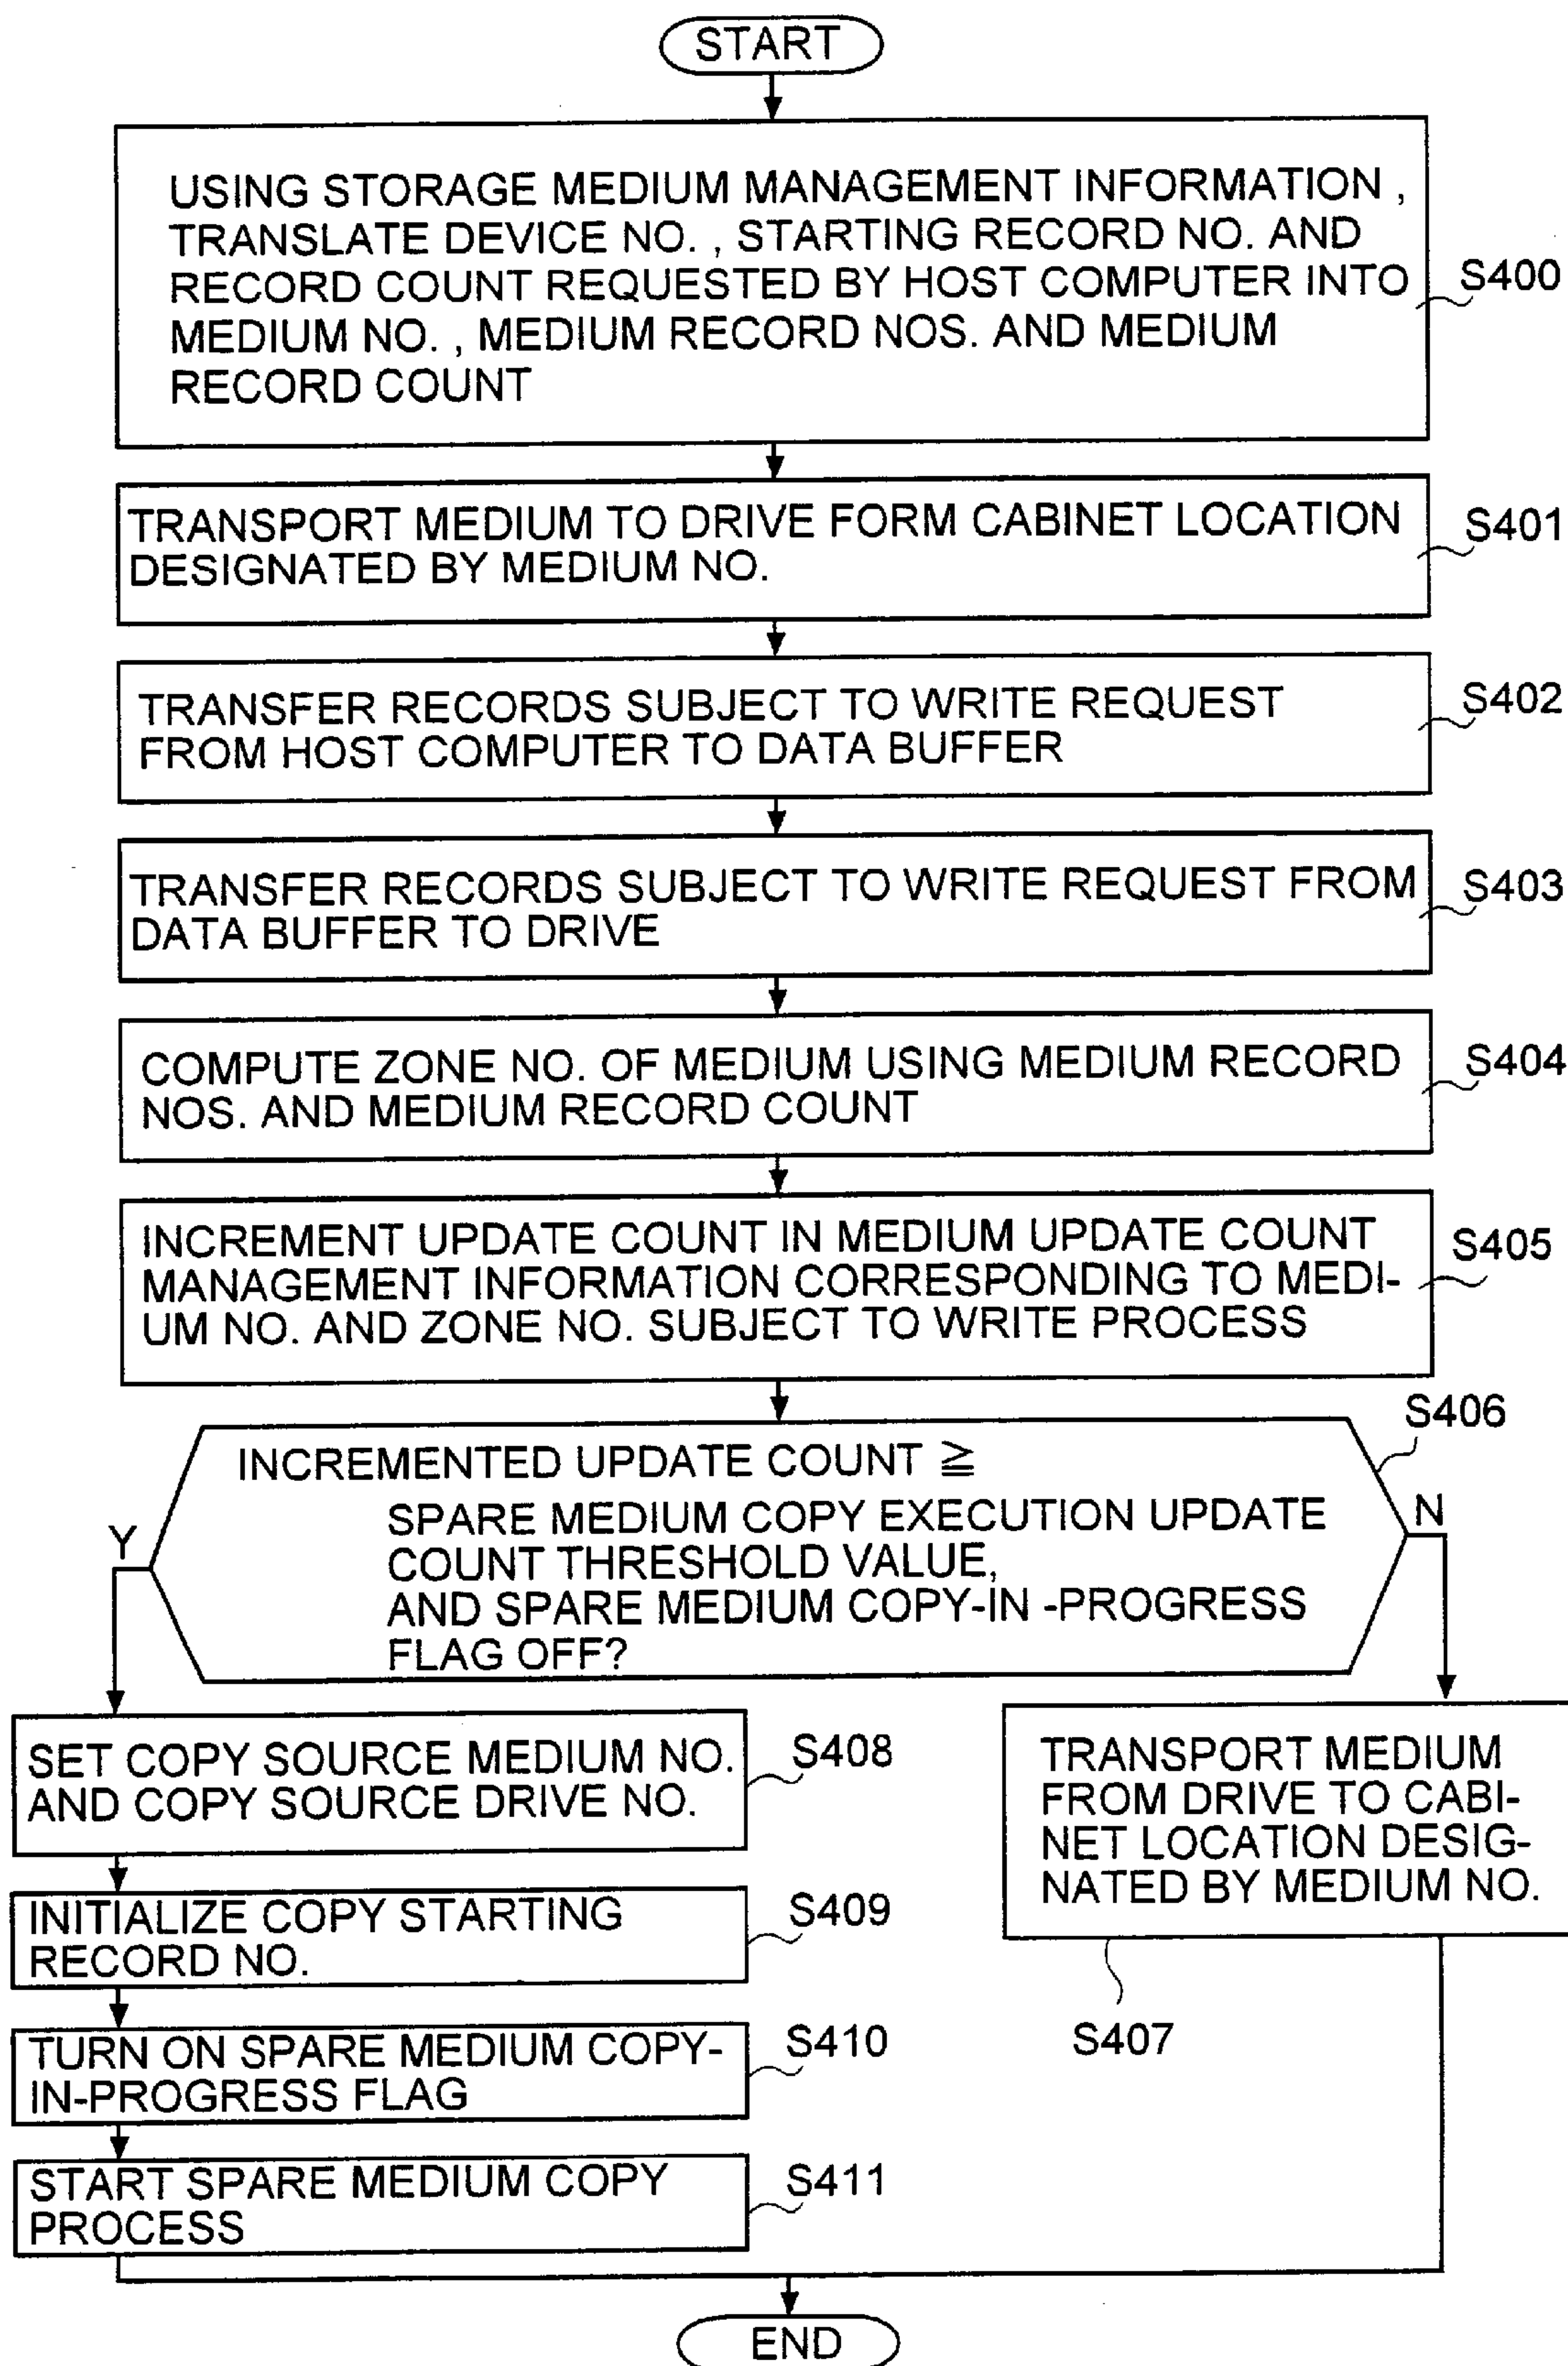 START
USING STORAGE MEDIUM MANAGEMENT INFORMATION ,
TRANSLATE DEVICE NO. , STARTING RECORD NO. AND
RECORD COUNT REQUESTED BY HOST COMPUTER INTO
MEDIUM NO. , MEDIUM RECORD NOS. AND MEDIUM
RECORD COUNT
S400
TRANSPORT MEDIUM TO DRIVE FORM CABINET LOCATION
DESIGNATED BY MEDIUM NO.
S401
TRANSFER RECORDS SUBJECT TO WRITE REQUEST
FROM HOST COMPUTER TO DATA BUFFER
S402
TRANSFER RECORDS SUBJECT TO WRITE REQUEST FROM
DATA BUFFER TO DRIVE
S403
COMPUTE ZONE NO. OF MEDIUM USING MEDIUM RECORD
NOS. AND MEDIUM RECORD COUNT
S404
INCREMENT UPDATE COUNT IN MEDIUM UPDATE COUNT
MANAGEMENT INFORMATION CORRESPONDING TO MEDI-
UM NO. AND ZONE NO. SUBJECT TO WRITE PROCESS
S405
S406
INCREMENTED UPDATE COUNT ≧
SPARE MEDIUM COPY EXECUTION UPDATE
COUNT THRESHOLD VALUE,
AND SPARE MEDIUM COPY-IN -PROGRESS
FLAG OFF?
Y
N
SET COPY SOURCE MEDIUM NO.
AND COPY SOURCE DRIVE NO.
S408
INITIALIZE COPY STARTING
RECORD NO.
S409
TURN ON SPARE MEDIUM COPY-
IN-PROGRESS FLAG
S410
START SPARE MEDIUM COPY
PROCESS
S411
TRANSPORT MEDIUM
FROM DRIVE TO CABI-
NET LOCATION DESIG-
NATED BY MEDIUM NO.
S407
END